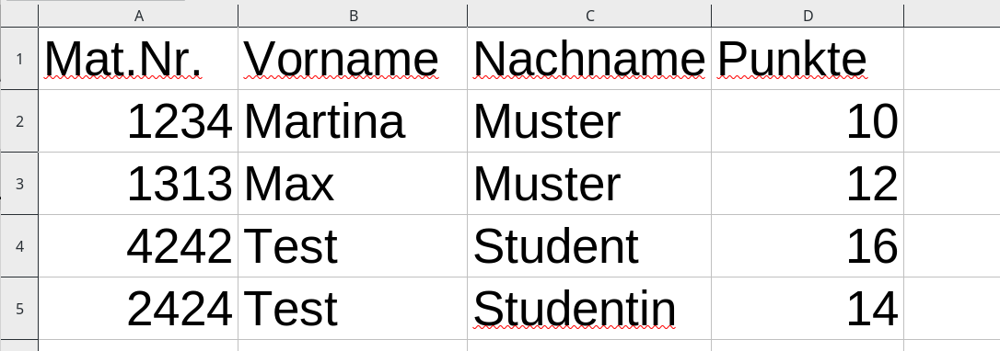 A B C D
1 Mat.Nr. Vorname Nachname Punkte
2 1234 Martina Muster 10
3 1313 Max Muster 12
4 4242 Test Student 16
5 2424 Test Studentin 14